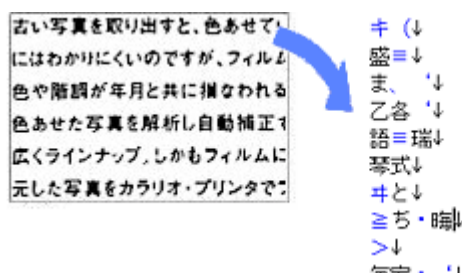 古い写真を取り出すと、色あせてい
にはわかりにくいのですが、フィルム
色や階調が年月と共に損なわれる
色あせた写真を解析し自動補正す
広くラインナップ。しかもフィルムに
元した写真をカラリオ・プリンタでプ
キ (↓
盛≡↓
ま、 ‘↓
乙各 ‘↓
語≡瑞↓
琴式↓
ヰと↓
≧ち・晦↓
>↓